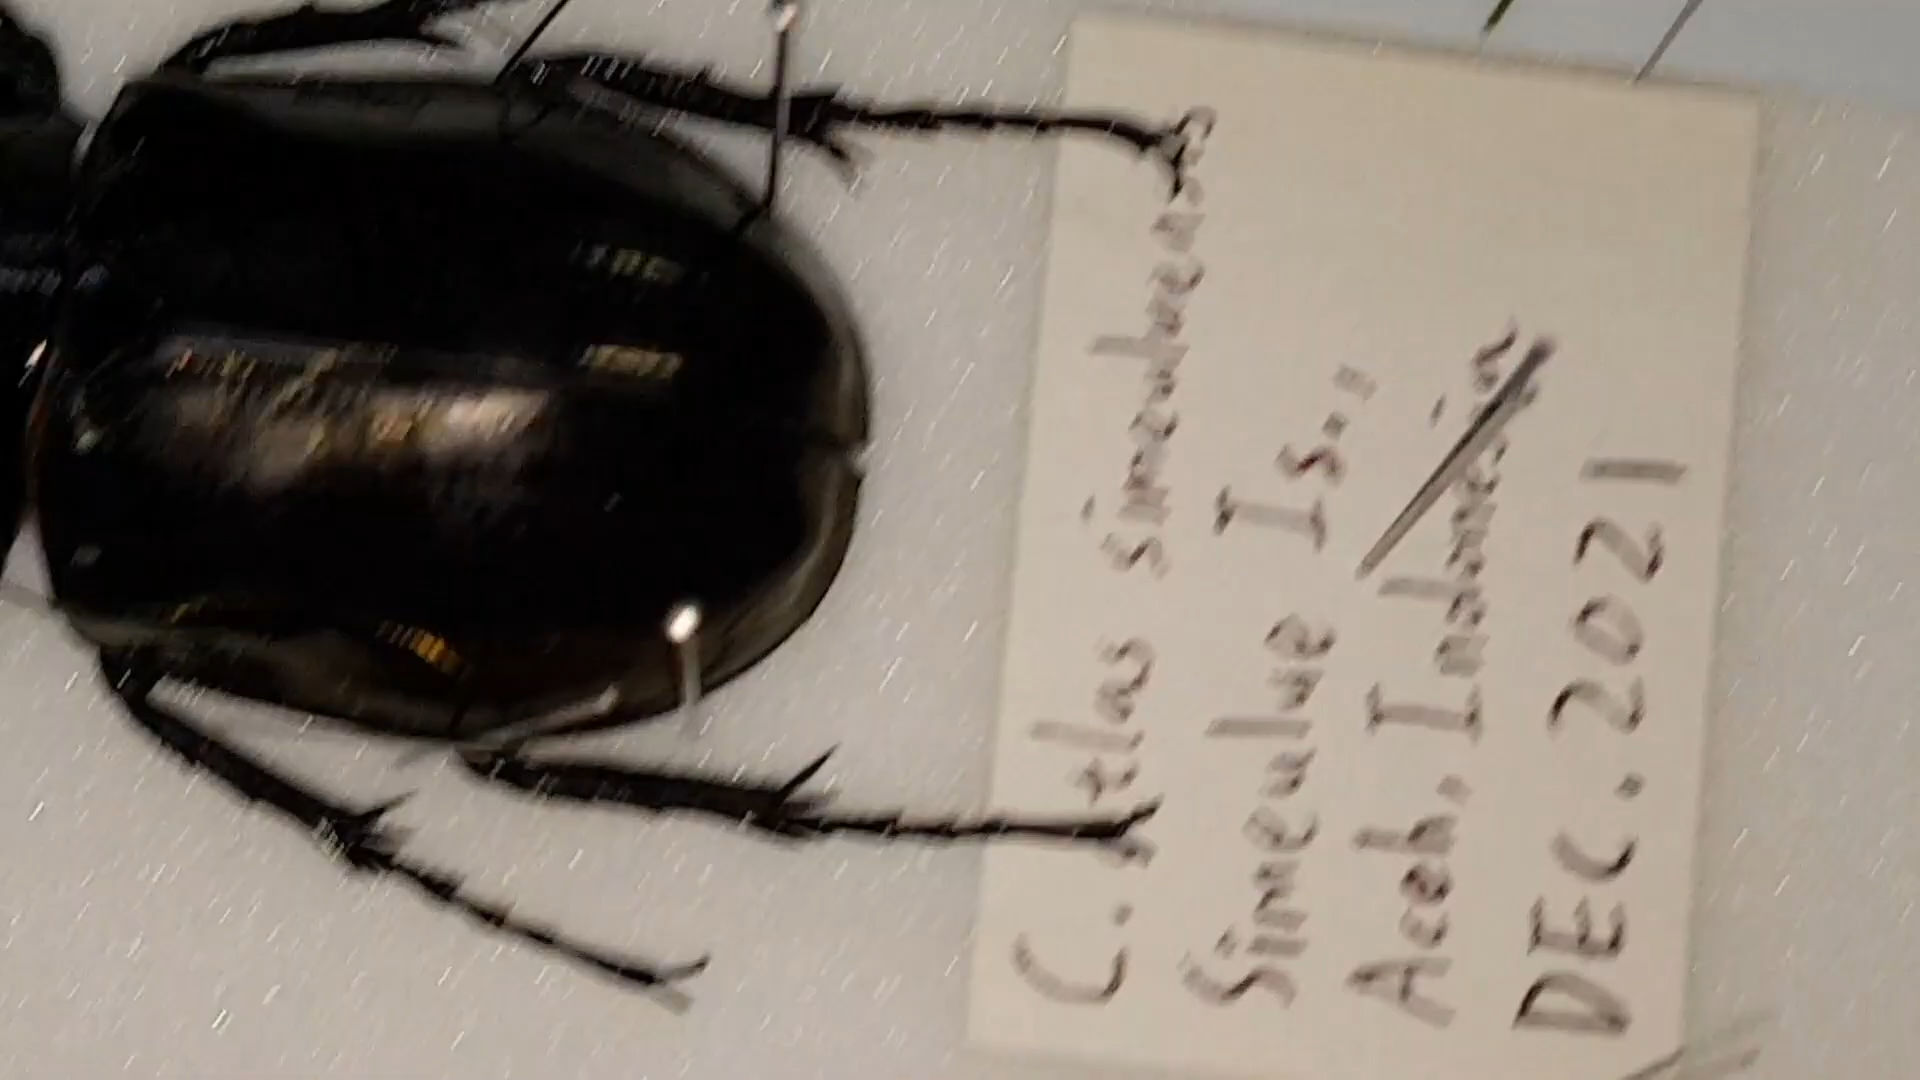 C. atlas simeuluensis
Simeulue Is.,
Aceh, Indonesia
DEC. 2021